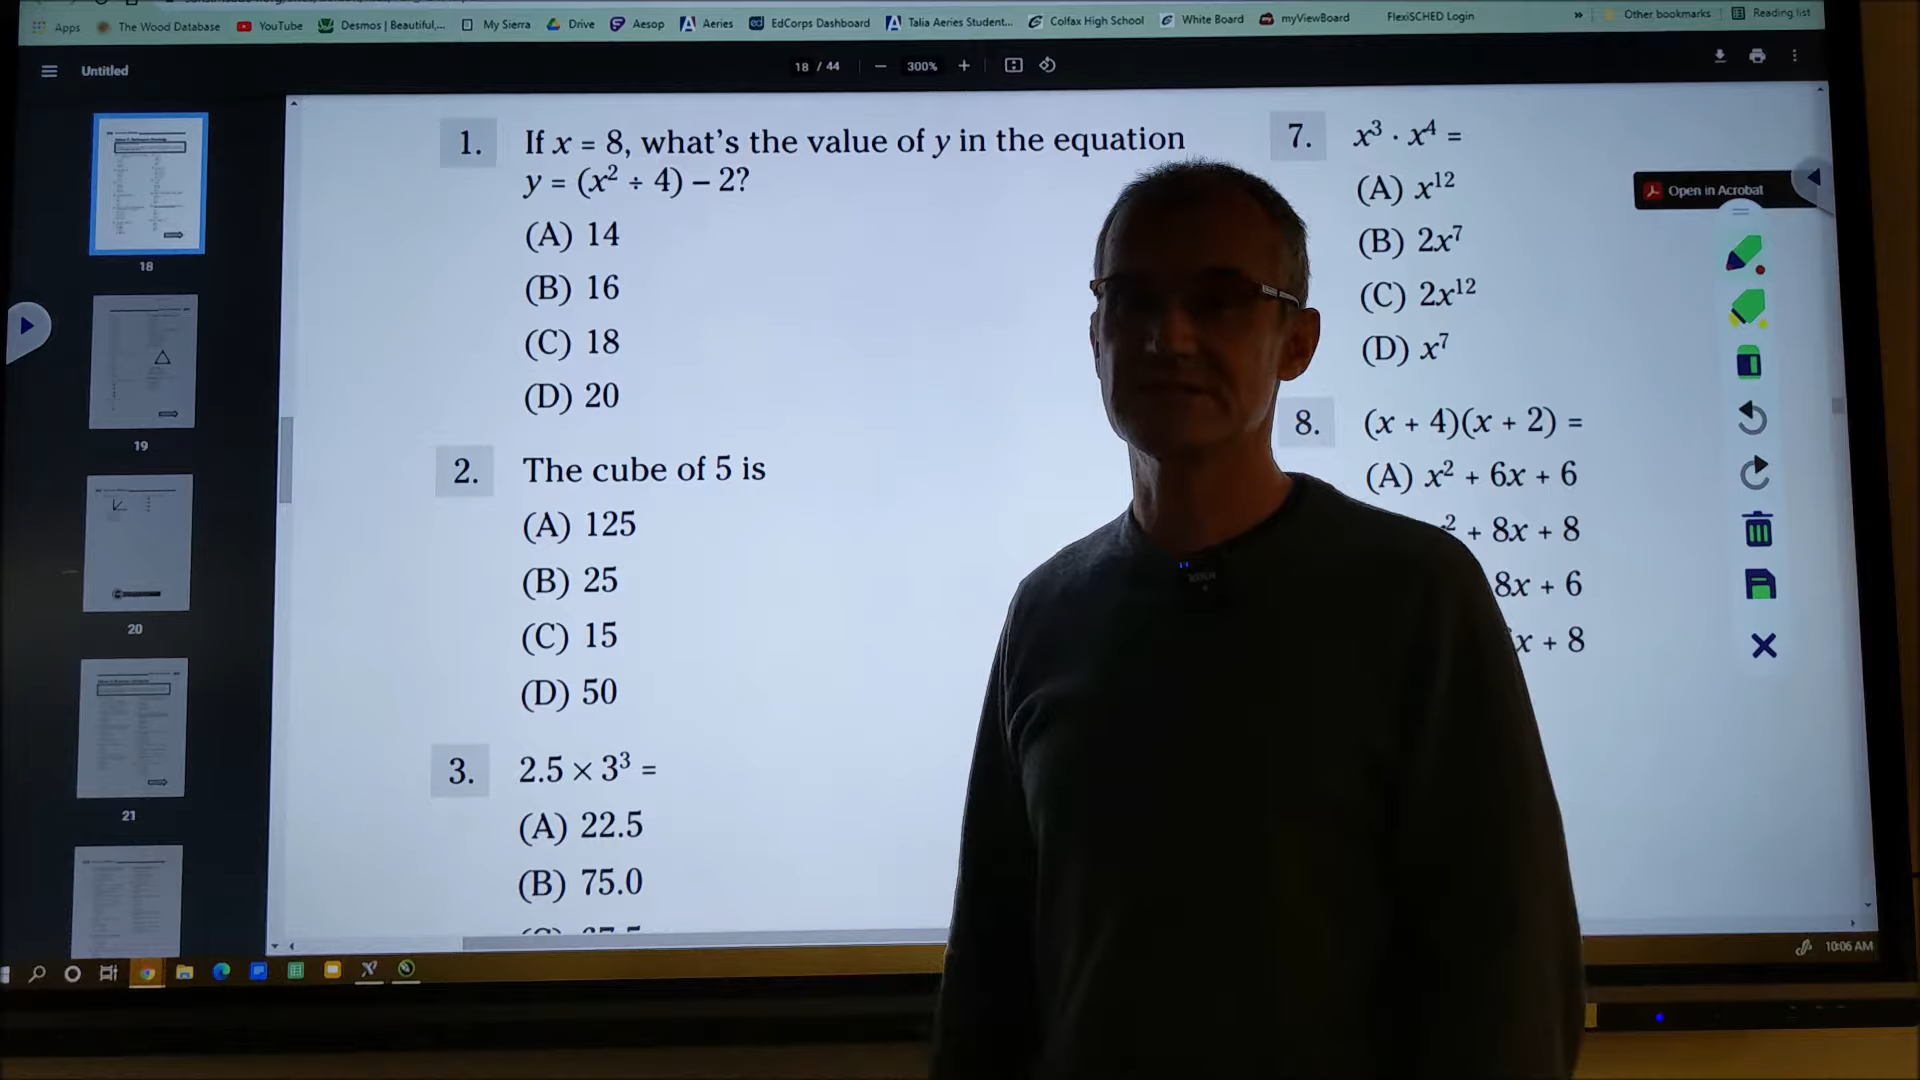 Apps The Wood Database YouTube Desmos | Beautiful,... My Sierra Drive Aesop Aeries EdCorps Dashboard Talia Aeries Student... Colfax High School White Board myViewBoard FlexiSCHED Login » Other bookmarks Reading list
Untitled 18 / 44 — 300% +
Open in Acrobat
18
19
20
21
1. If x = 8, what's the value of y in the equation
y = (x² ÷ 4) – 2?
(A) 14
(B) 16
(C) 18
(D) 20
2. The cube of 5 is
(A) 125
(B) 25
(C) 15
(D) 50
3. 2.5 × 3³ =
(A) 22.5
(B) 75.0
7. x³ · x⁴ =
(A) x¹²
(B) 2x⁷
(C) 2x¹²
(D) x⁷
8. (x + 4)(x + 2) =
(A) x² + 6x + 6
² + 8x + 8
8x + 6
x + 8
10:06 AM